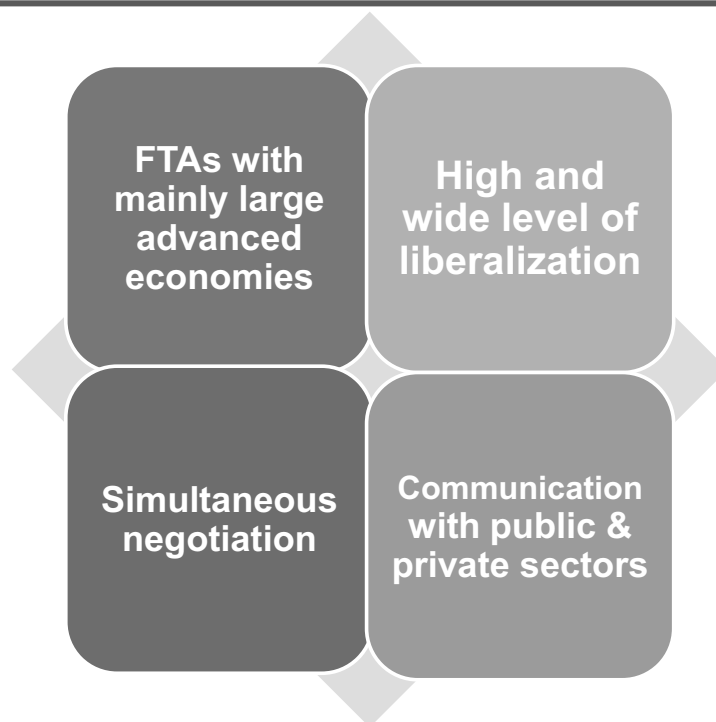 FTAs with
mainly large
advanced
economies
High and
wide level of
liberalization
Simultaneous
negotiation
Communication
with public &
private sectors